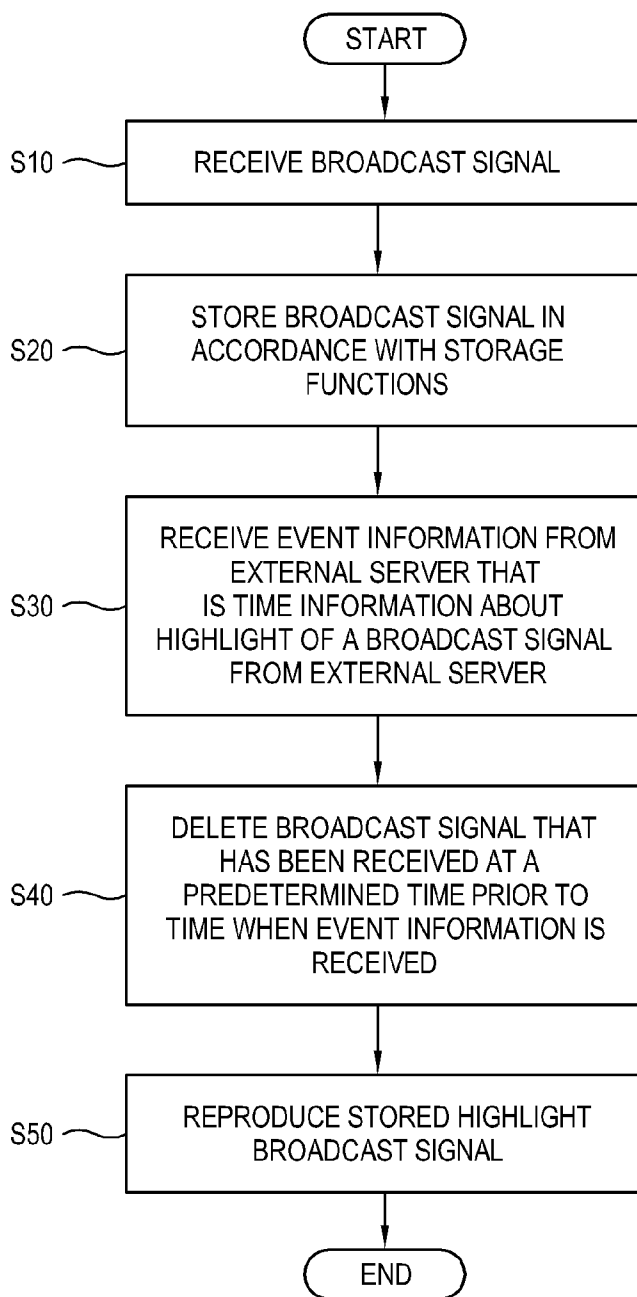 START
S10
RECEIVE BROADCAST SIGNAL
S20
STORE BROADCAST SIGNAL IN
ACCORDANCE WITH STORAGE
FUNCTIONS
S30
RECEIVE EVENT INFORMATION FROM
EXTERNAL SERVER THAT
IS TIME INFORMATION ABOUT
HIGHLIGHT OF A BROADCAST SIGNAL
FROM EXTERNAL SERVER
S40
DELETE BROADCAST SIGNAL THAT
HAS BEEN RECEIVED AT A
PREDETERMINED TIME PRIOR TO
TIME WHEN EVENT INFORMATION IS
RECEIVED
S50
REPRODUCE STORED HIGHLIGHT
BROADCAST SIGNAL
END